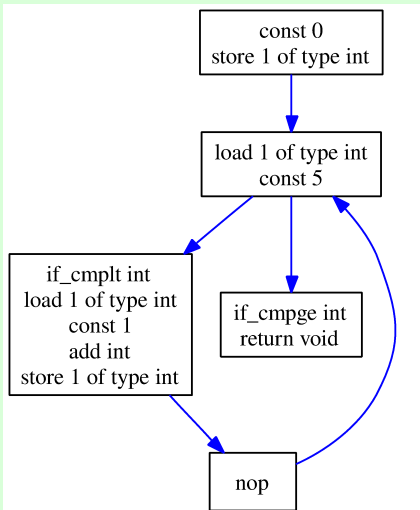 const 0
store 1 of type int
load 1 of type int
const 5
if_cmplt int
load 1 of type int
const 1
add int
store 1 of type int
if_cmpge int
return void
nop